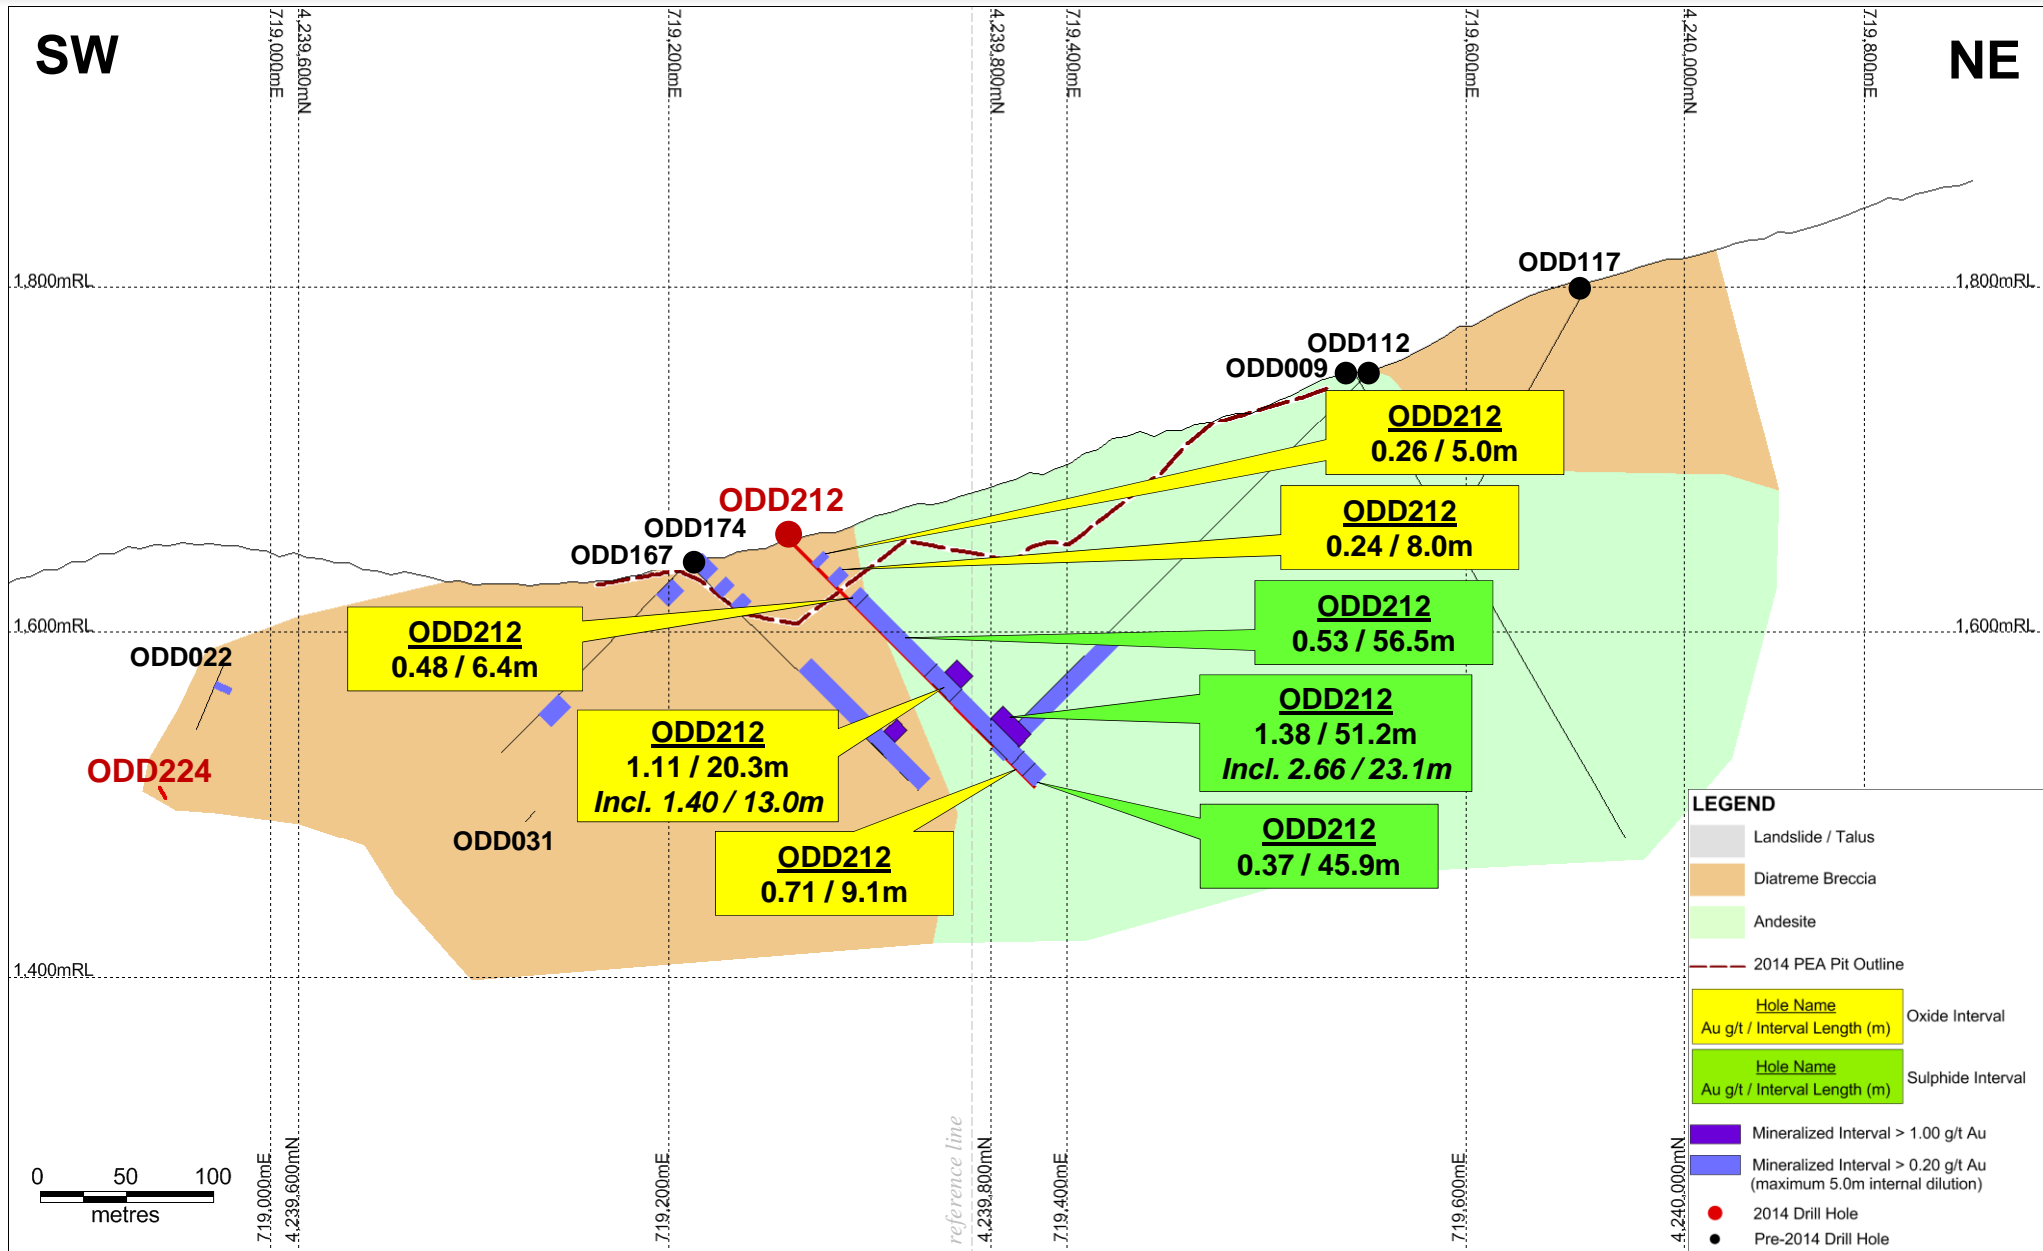 SW
NE
719,000mE
4,239,600mN
719,200mE
4,239,800mN
719,400mE
719,600mE
4,240,000mN
719,800mE
1,800mRL
1,800mRL
ODD117
ODD112
ODD009
ODD212
0.26 / 5.0m
ODD212
ODD174
ODD167
ODD212
0.24 / 8.0m
ODD212
0.53 / 56.5m
ODD212
0.48 / 6.4m
1,600mRL
1,600mRL
ODD022
ODD212
1.38 / 51.2m
Incl. 2.66 / 23.1m
ODD212
1.11 / 20.3m
Incl. 1.40 / 13.0m
ODD224
ODD031
ODD212
0.37 / 45.9m
ODD212
0.71 / 9.1m
1,400mRL
LEGEND
Landslide / Talus
Diatreme Breccia
Andesite
2014 PEA Pit Outline
Hole Name
Au g/t / Interval Length (m)
Oxide Interval
Hole Name
Au g/t / Interval Length (m)
Sulphide Interval
Mineralized Interval > 1.00 g/t Au
Mineralized Interval > 0.20 g/t Au
(maximum 5.0m internal dilution)
2014 Drill Hole
Pre-2014 Drill Hole
0 50 100
metres
719,000mE
4,239,600mN
719,200mE
reference line
4,239,800mN
719,400mE
719,600mE
4,240,000mN